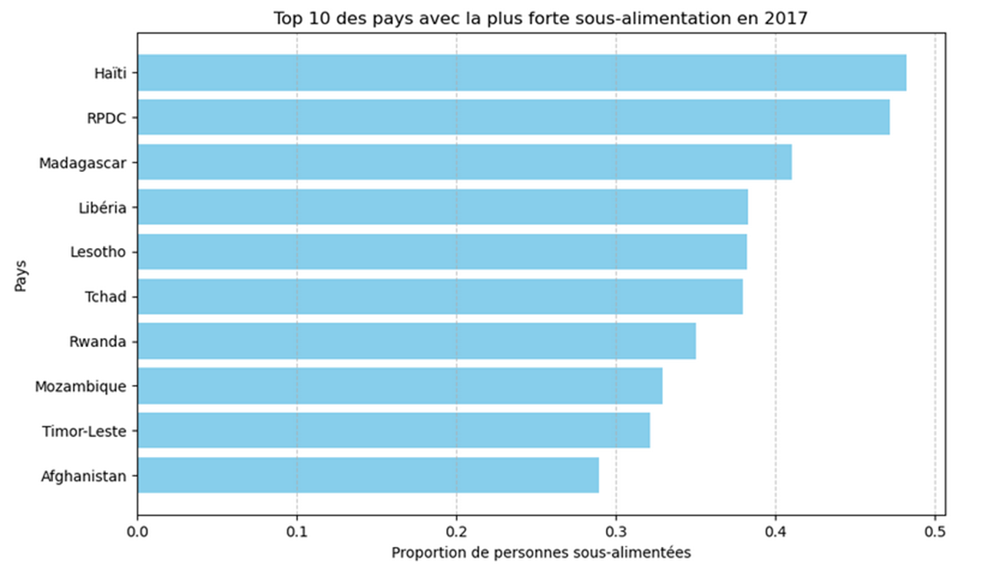 Top 10 des pays avec la plus forte sous-alimentation en 2017
Haïti
RPDC
Madagascar
Libéria
Lesotho
Tchad
Rwanda
Mozambique
Timor-Leste
Afghanistan
Pays
0.0 0.1 0.2 0.3 0.4 0.5
Proportion de personnes sous-alimentées